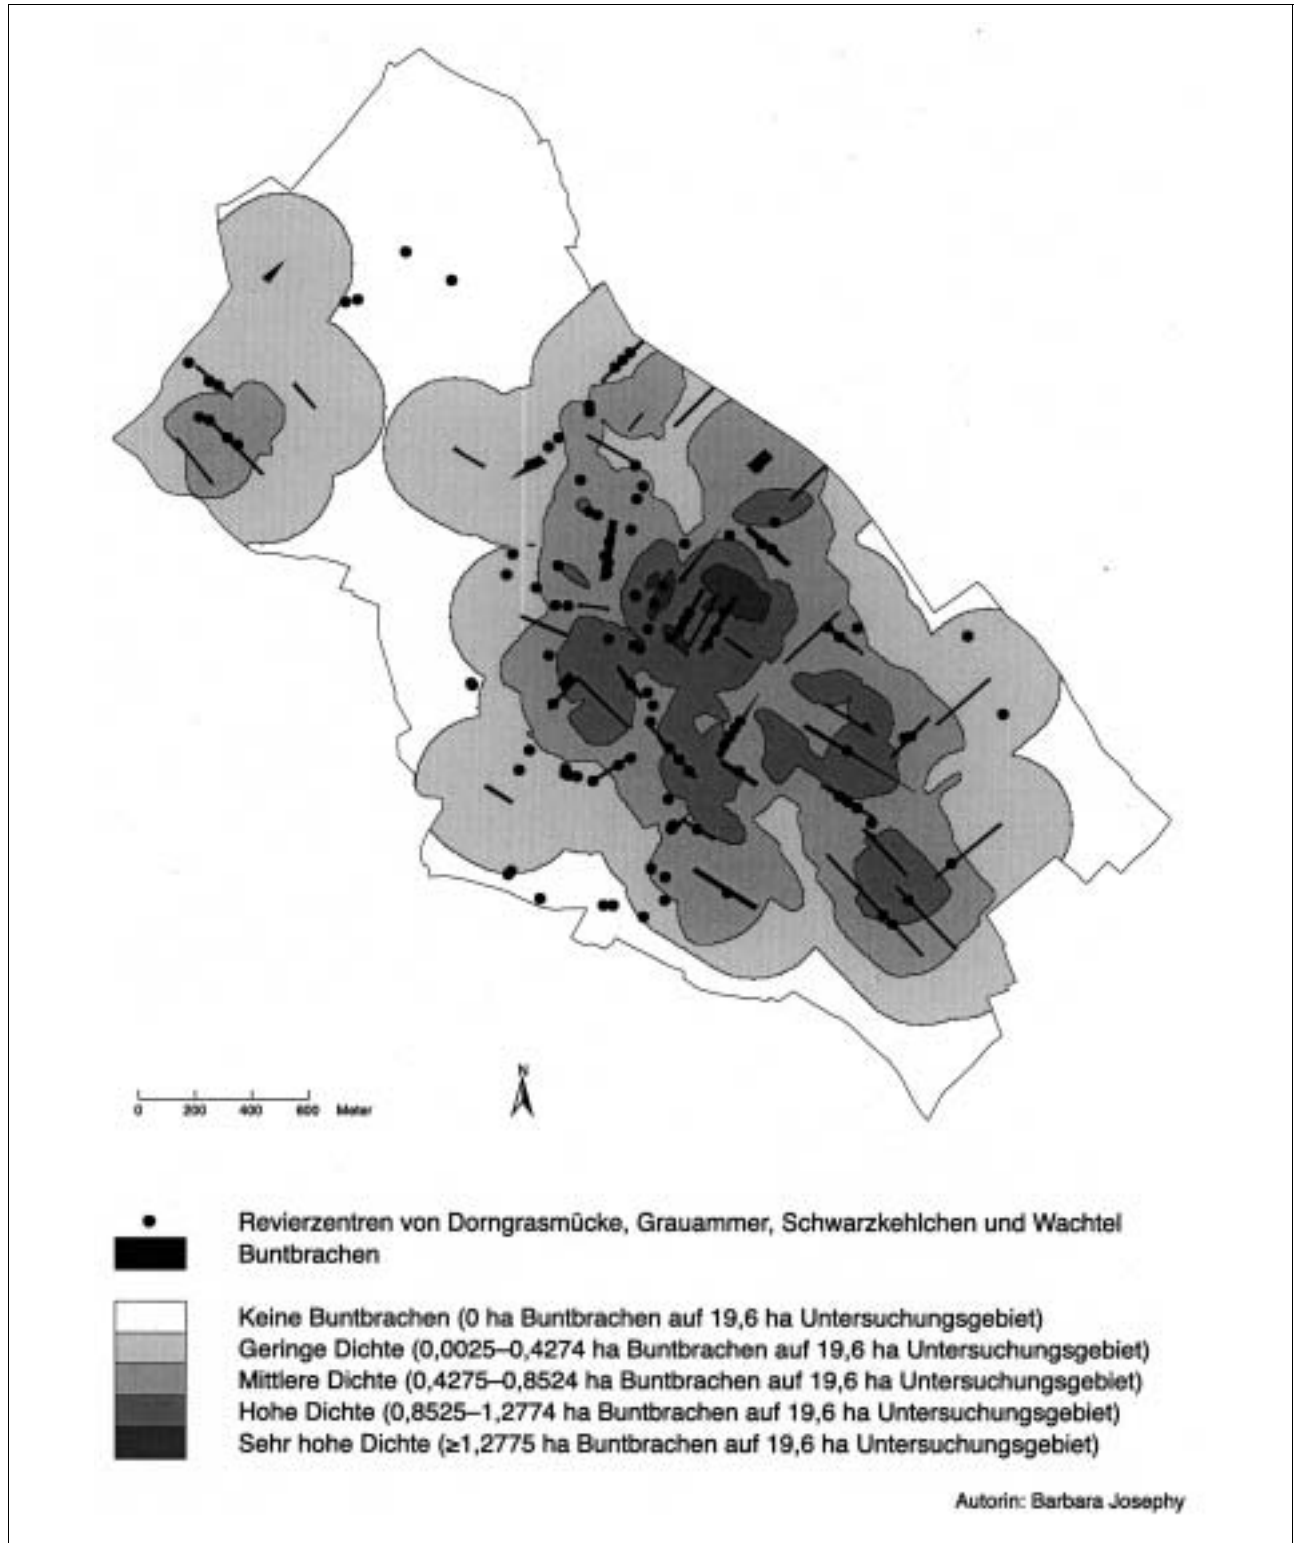 N
0 200 400 600 Meter
Revierzentren von Dorngrasmücke, Grauammer, Schwarzkehlchen und Wachtel
Buntbrachen
Keine Buntbrachen (0 ha Buntbrachen auf 19,6 ha Untersuchungsgebiet)
Geringe Dichte (0,0025–0,4274 ha Buntbrachen auf 19,6 ha Untersuchungsgebiet)
Mittlere Dichte (0,4275–0,8524 ha Buntbrachen auf 19,6 ha Untersuchungsgebiet)
Hohe Dichte (0,8525–1,2774 ha Buntbrachen auf 19,6 ha Untersuchungsgebiet)
Sehr hohe Dichte (≥1,2775 ha Buntbrachen auf 19,6 ha Untersuchungsgebiet)
Autorin: Barbara Josephy